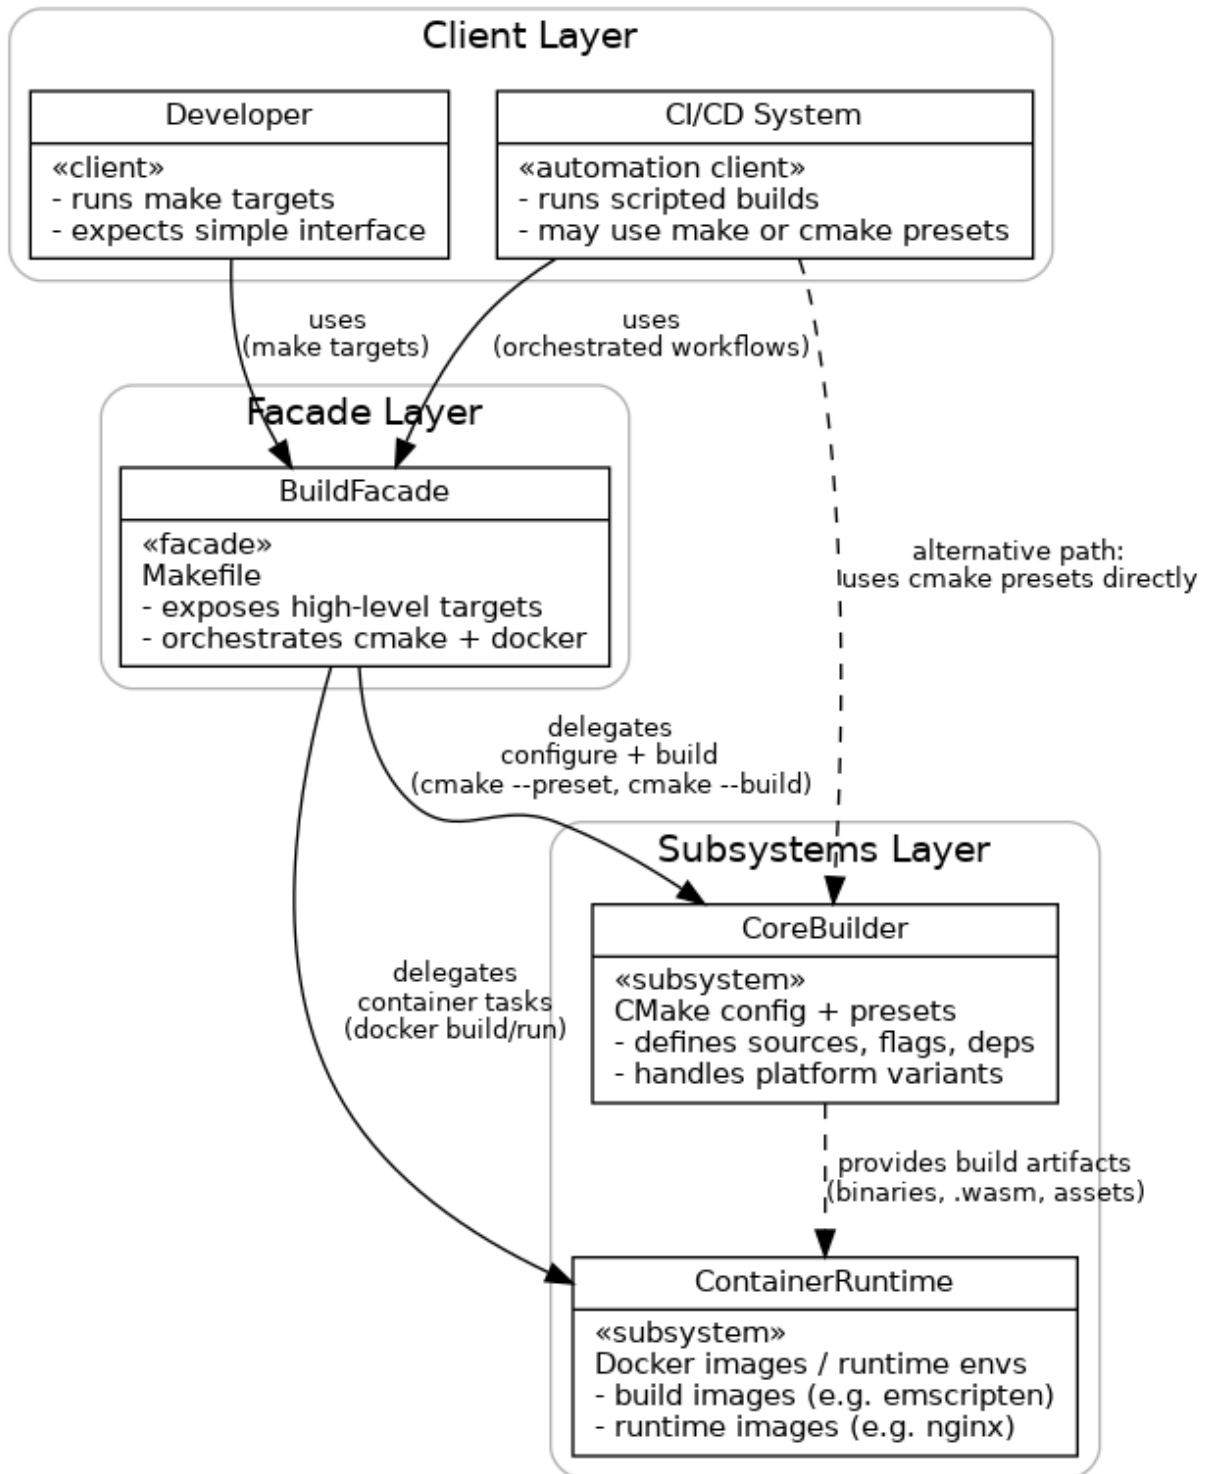 Client Layer
Developer
«client»
- runs make targets
- expects simple interface
CI/CD System
«automation client»
- runs scripted builds
- may use make or cmake presets
uses
(make targets)
uses
(orchestrated workflows)
Facade Layer
BuildFacade
«facade»
Makefile
- exposes high-level targets
- orchestrates cmake + docker
alternative path:
uses cmake presets directly
delegates
configure + build
(cmake --preset, cmake --build)
Subsystems Layer
CoreBuilder
«subsystem»
CMake config + presets
- defines sources, flags, deps
- handles platform variants
delegates
container tasks
(docker build/run)
provides build artifacts
(binaries, .wasm, assets)
ContainerRuntime
«subsystem»
Docker images / runtime envs
- build images (e.g. emscripten)
- runtime images (e.g. nginx)